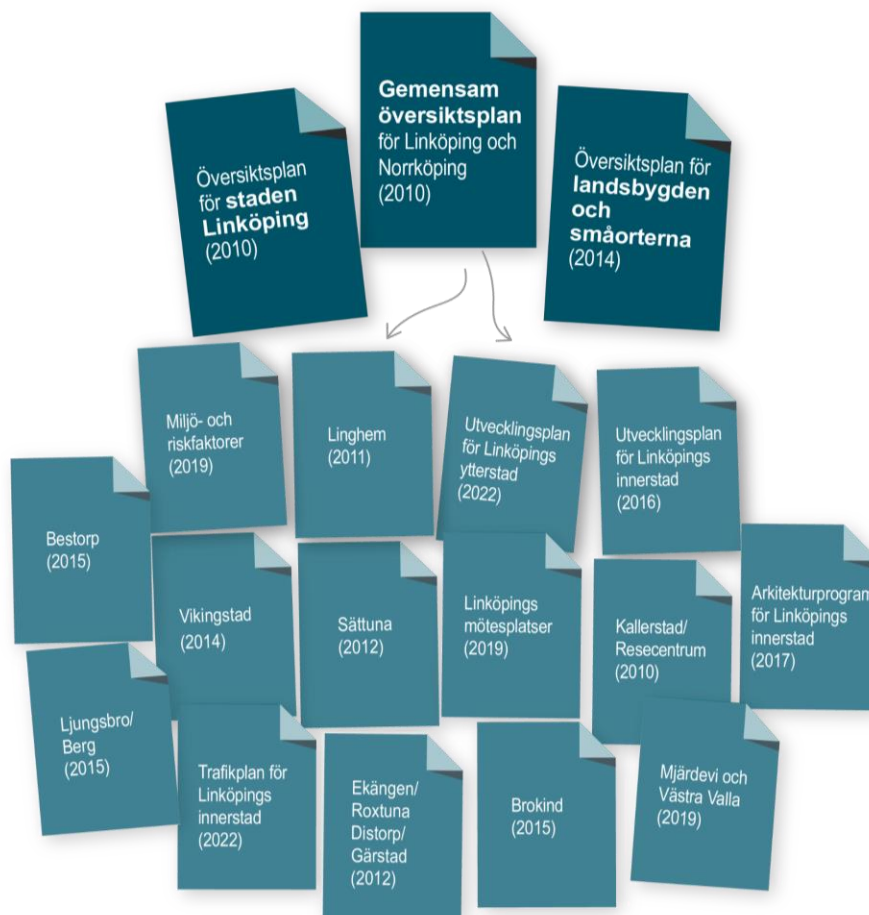 Gemensam
översiktsplan
för Linköping och
Norrköping
(2010)
Översiktsplan
för staden
Linköping
(2010)
Översiktsplan för
landsbygden
och
småorterna
(2014)
Miljö- och
riskfaktorer
(2019)
Linghem
(2011)
Utvecklingsplan
för Linköpings
ytterstad
(2022)
Utvecklingsplan
för Linköpings
innerstad
(2016)
Bestorp
(2015)
Vikingstad
(2014)
Sättuna
(2012)
Linköpings
mötesplatser
(2019)
Kallerstad/
Resecentrum
(2010)
Arkitekturprogram
för Linköpings
innerstad
(2017)
Ljungsbro/
Berg
(2015)
Trafikplan för
Linköpings
innerstad
(2022)
Ekängen/
Roxtuna
Distorp/
Gärstad
(2012)
Brokind
(2015)
Mjärdevi och
Västra Valla
(2019)